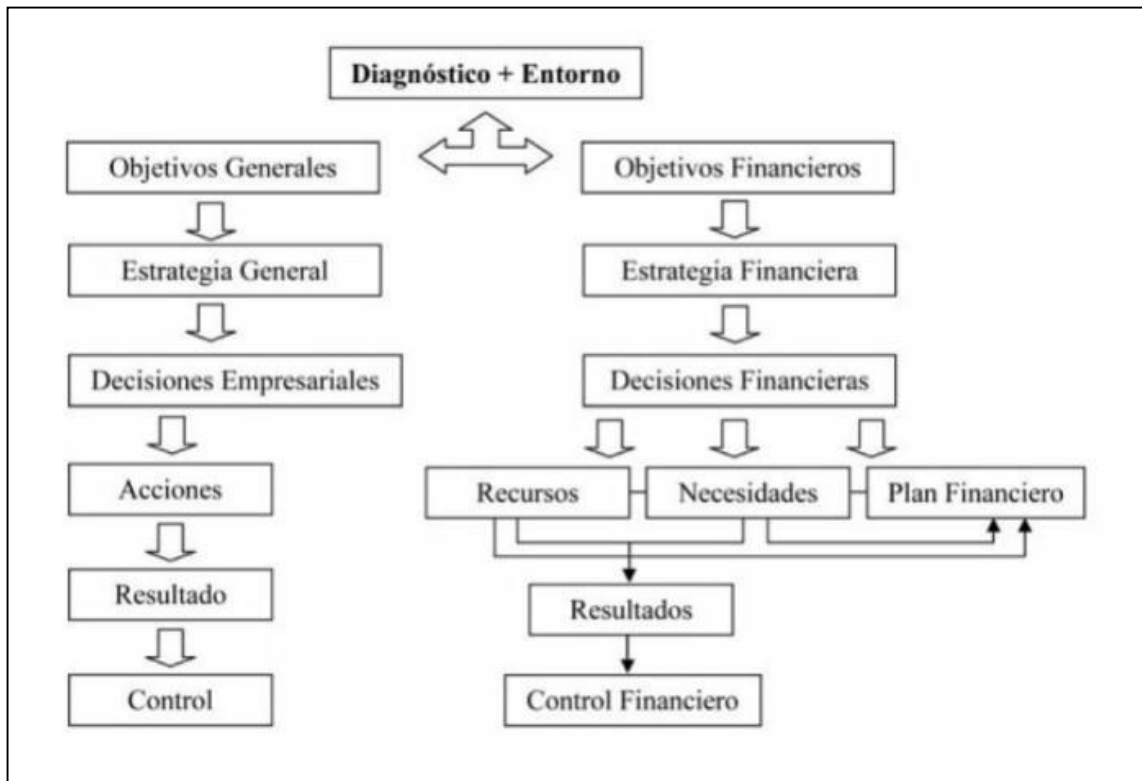 Diagnóstico + Entorno
Objetivos Generales
Objetivos Financieros
Estrategia General
Estrategia Financiera
Decisiones Empresariales
Decisiones Financieras
Acciones
Recursos
Necesidades
Plan Financiero
Resultado
Resultados
Control
Control Financiero